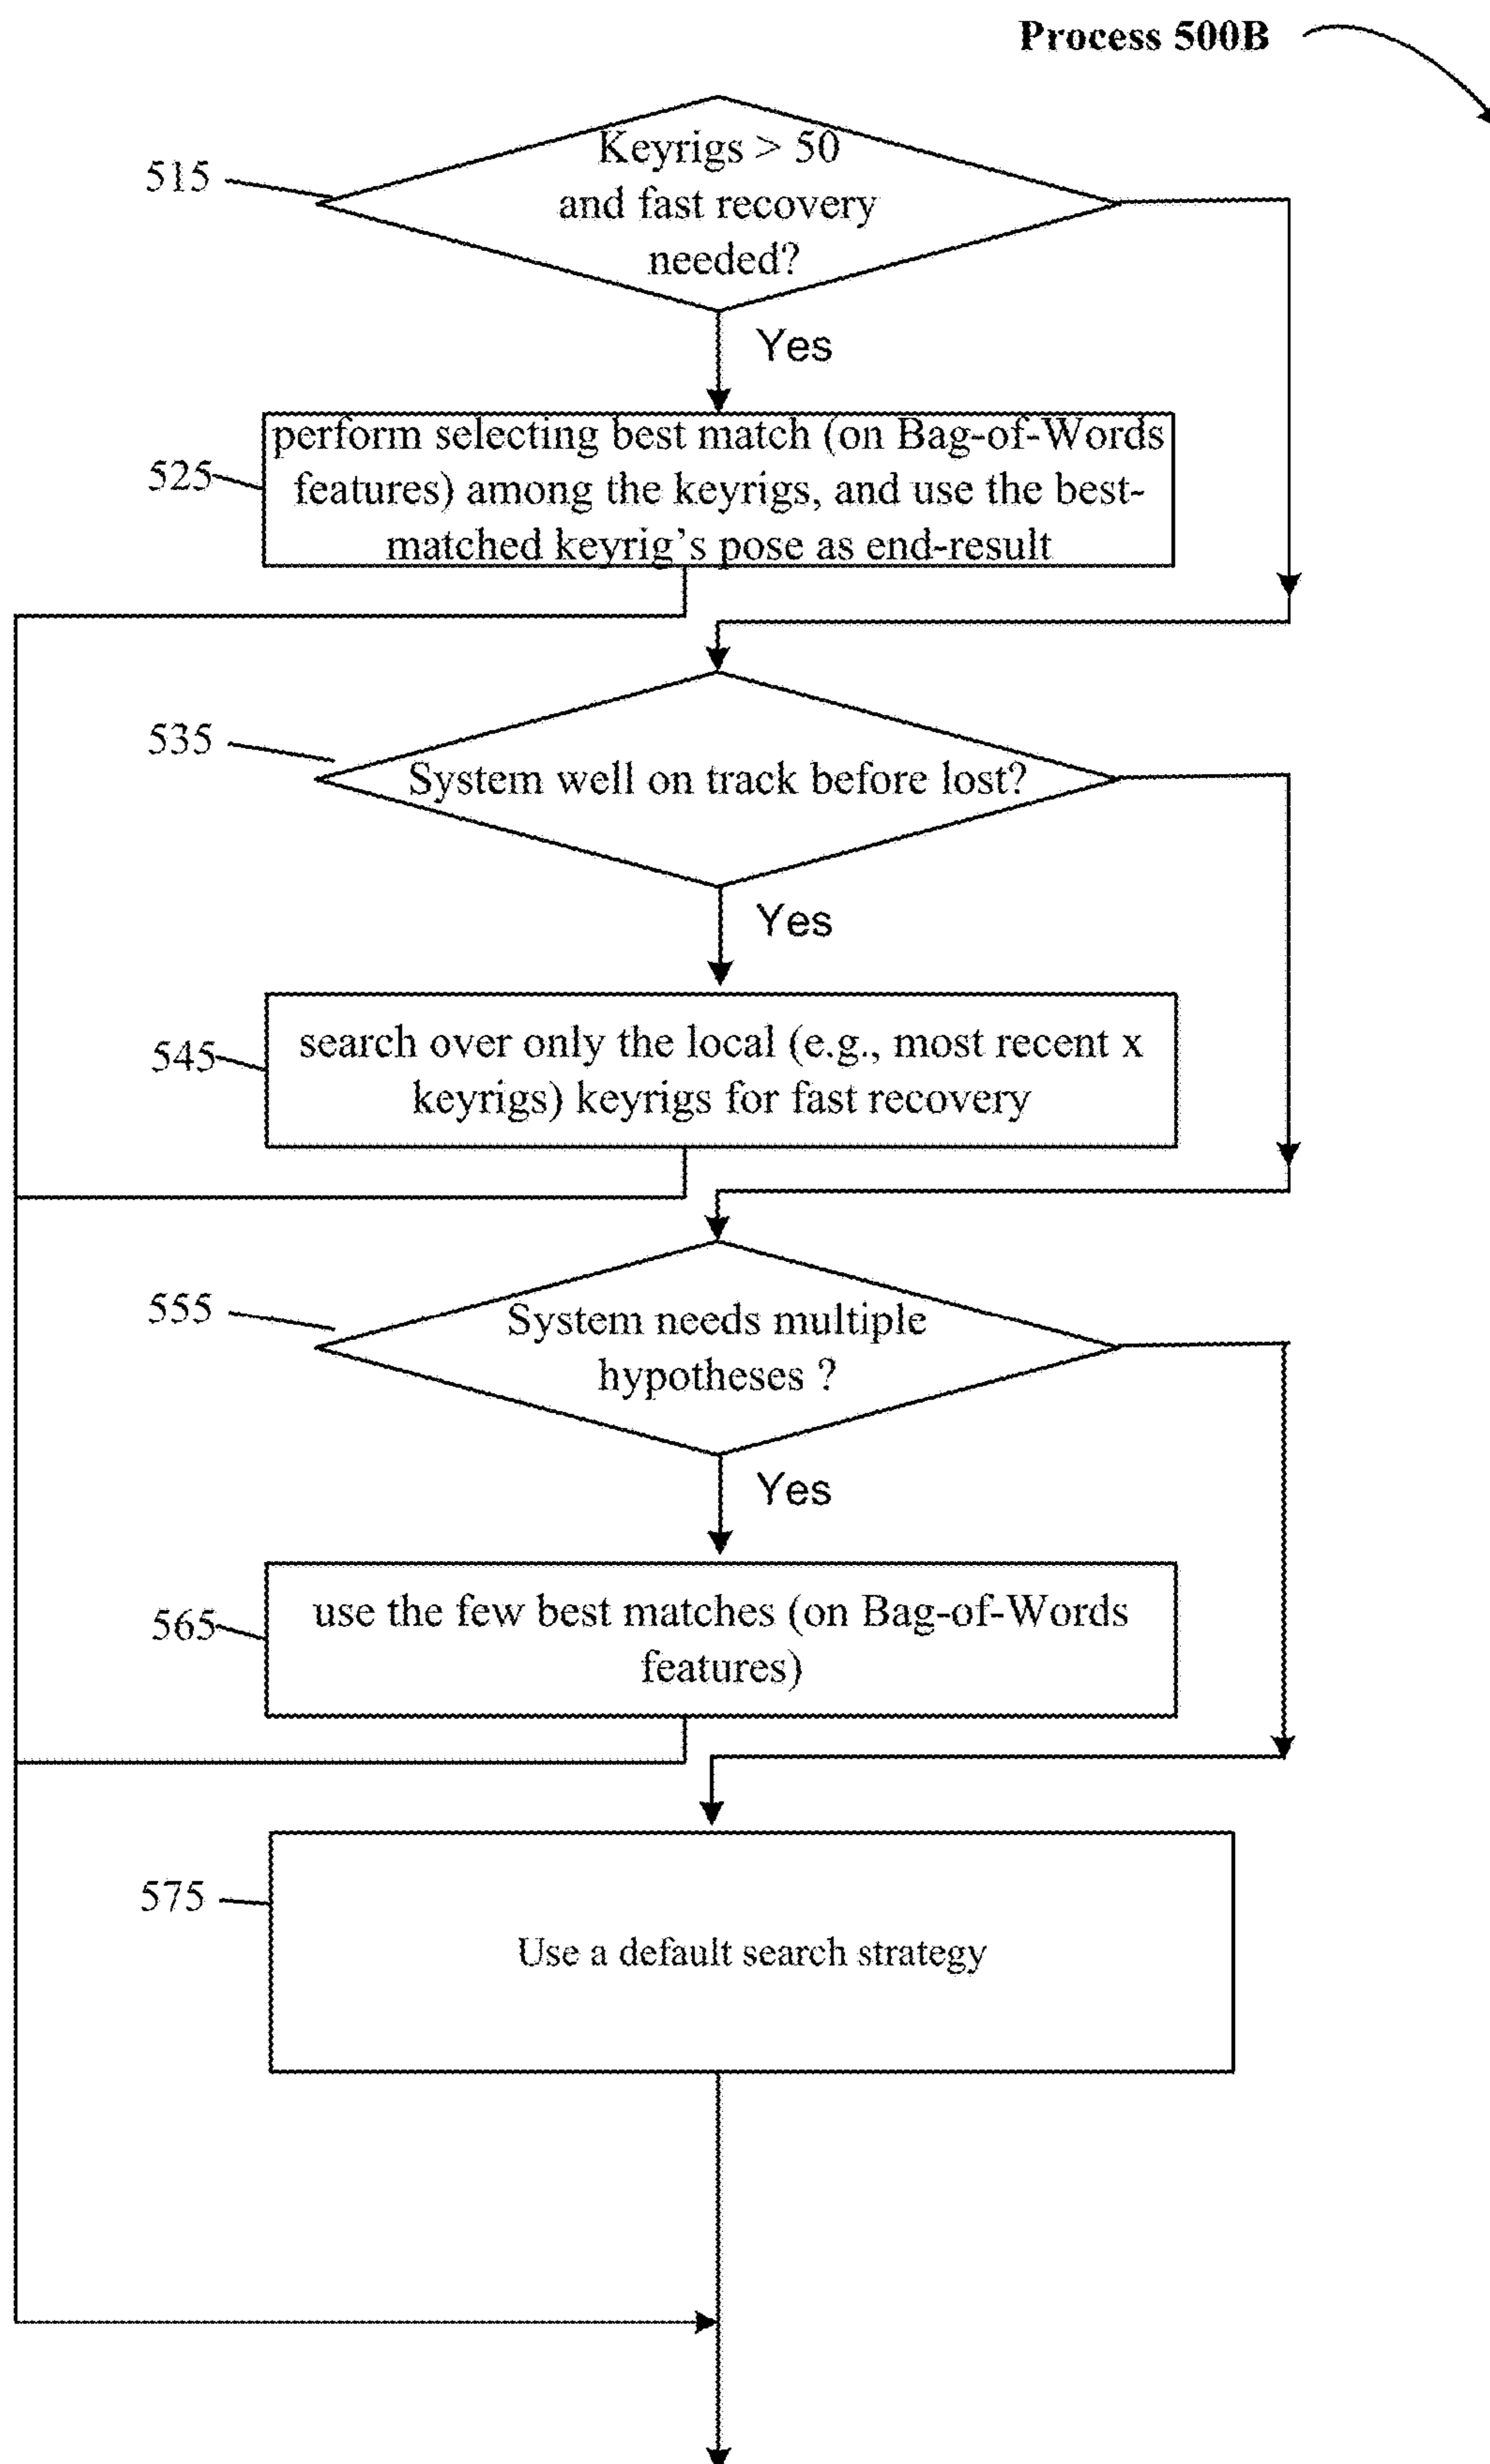 Process 500B
515
Keyrigs > 50
and fast recovery
needed?
Yes
525
perform selecting best match (on Bag-of-Words
features) among the keyrigs, and use the best-
matched keyrig’s pose as end-result
535
System well on track before lost?
Yes
545
search over only the local (e.g., most recent x
keyrigs) keyrigs for fast recovery
555
System needs multiple
hypotheses ?
Yes
565
use the few best matches (on Bag-of-Words
features)
575
Use a default search strategy